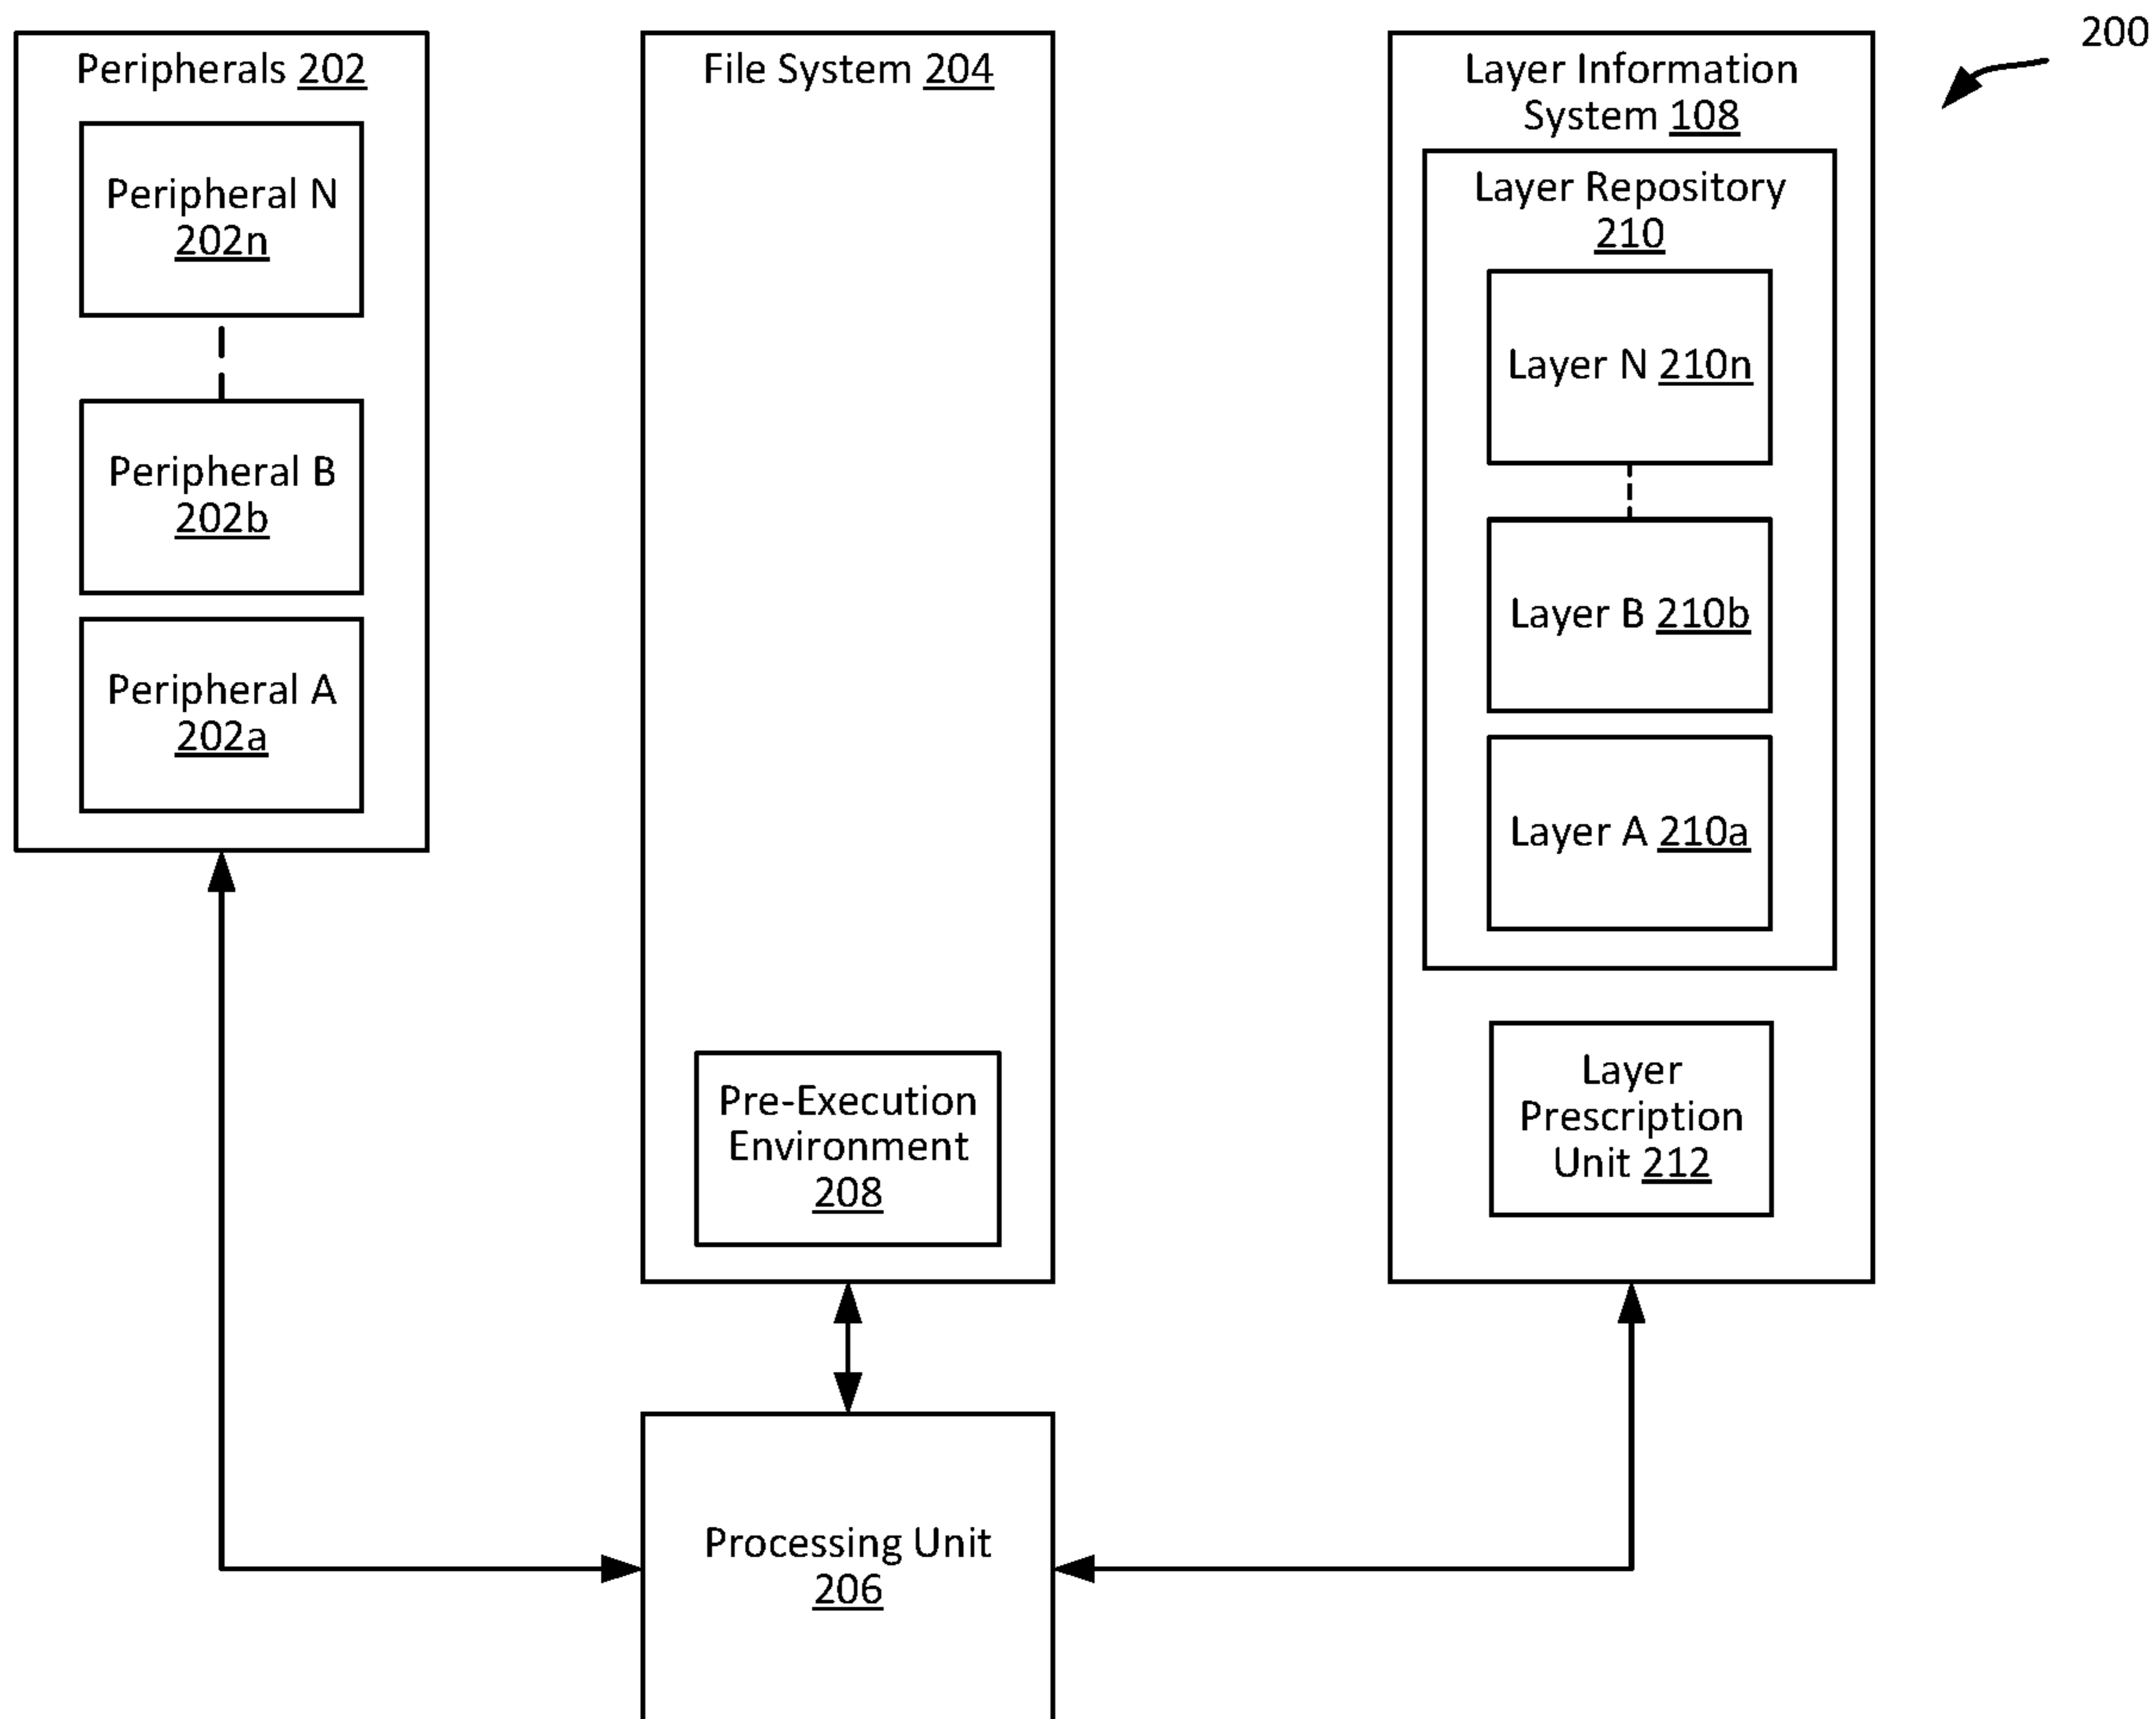 200
Peripherals 202
Peripheral N
202n
Peripheral B
202b
Peripheral A
202a
File System 204
Pre-Execution
Environment
208
Layer Information
System 108
Layer Repository
210
Layer N 210n
Layer B 210b
Layer A 210a
Layer
Prescription
Unit 212
Processing Unit
206